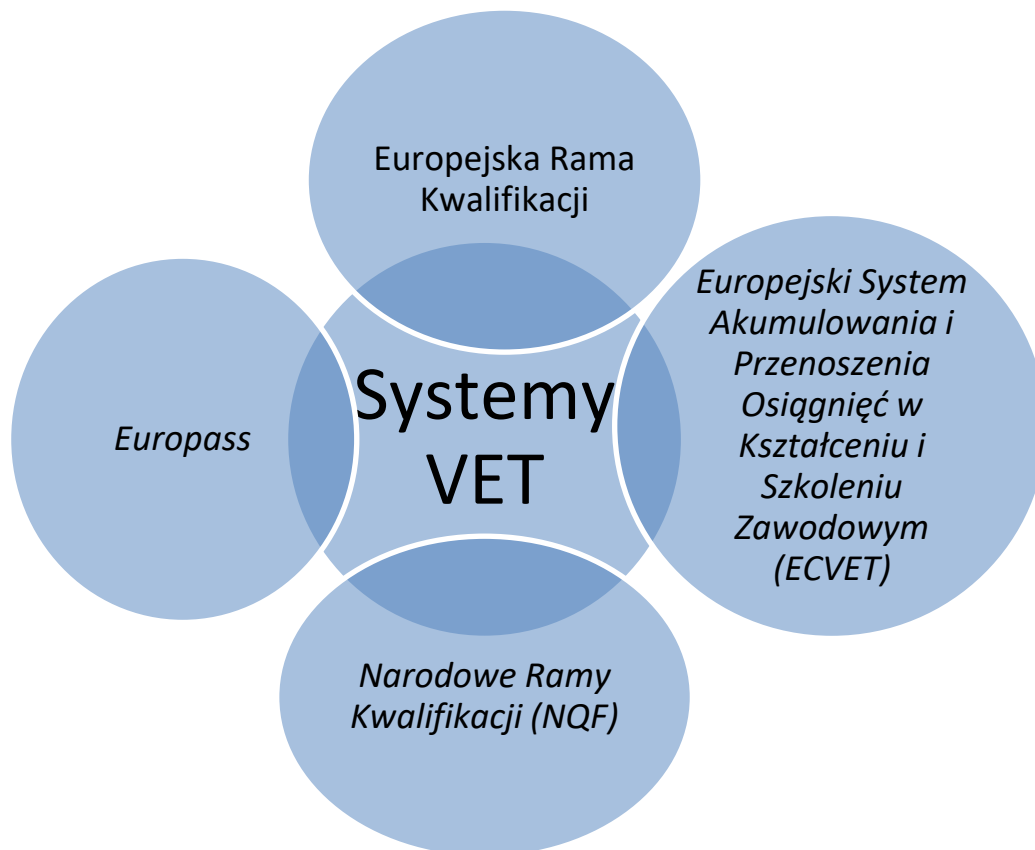 Europejska Rama
Kwalifikacji
Europejski System
Akumulowania i
Przenoszenia
Osiągnięć w
Kształceniu i
Szkoleniu
Zawodowym
(ECVET)
Systemy
VET
Europass
Narodowe Ramy
Kwalifikacji (NQF)